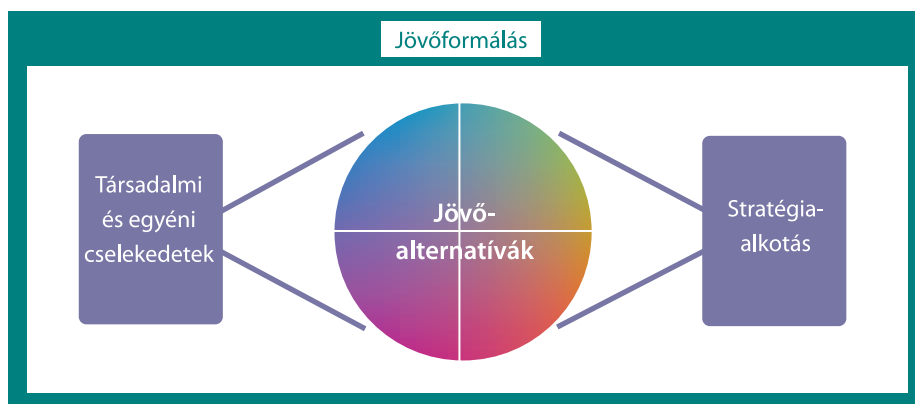 Jövőformálás
Társadalmi
és egyéni
cselekedetek
Jövő-
alternatívák
Stratégia-
alkotás